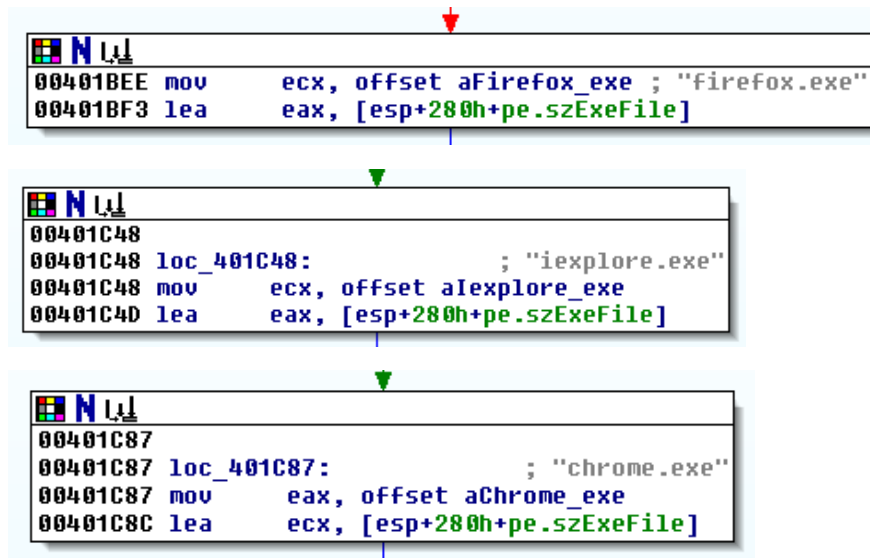 00401BEE mov ecx, offset aFirefox_exe ; "firefox.exe"
00401BF3 lea eax, [esp+280h+pe.szExeFile]
00401C48
00401C48 loc_401C48: ; "iexplore.exe"
00401C48 mov ecx, offset aIexplore_exe
00401C4D lea eax, [esp+280h+pe.szExeFile]
00401C87
00401C87 loc_401C87: ; "chrome.exe"
00401C87 mov eax, offset aChrome_exe
00401C8C lea ecx, [esp+280h+pe.szExeFile]